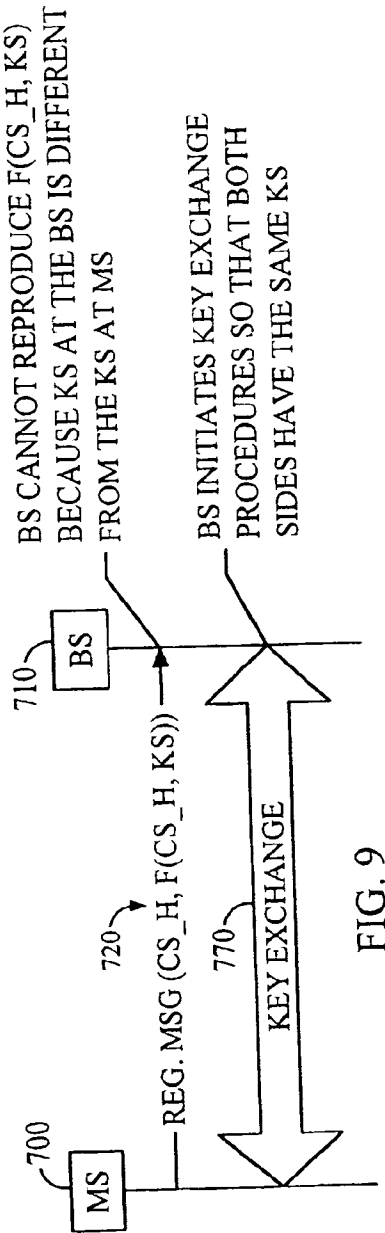 700
MS
710
BS
720
REG. MSG (CS_H, F(CS_H, KS))
BS CANNOT REPRODUCE F(CS_H, KS)
BECAUSE KS AT THE BS IS DIFFERENT
FROM THE KS AT MS
770
KEY EXCHANGE
BS INITIATES KEY EXCHANGE
PROCEDURES SO THAT BOTH
SIDES HAVE THE SAME KS
FIG. 9